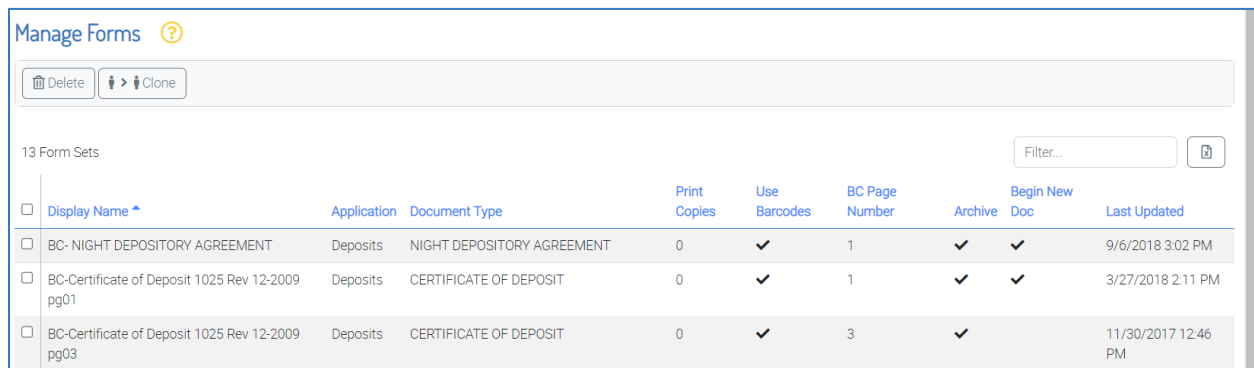 Manage Forms ?
Delete > Clone
13 Form Sets Filter...
Display Name Application Document Type Print Copies Use Barcodes BC Page Number Archive Begin New Doc Last Updated
BC- NIGHT DEPOSITORY AGREEMENT Deposits NIGHT DEPOSITORY AGREEMENT 0 1 9/6/2018 3:02 PM
BC-Certificate of Deposit 1025 Rev 12-2009 pg01 Deposits CERTIFICATE OF DEPOSIT 0 1 3/27/2018 2:11 PM
BC-Certificate of Deposit 1025 Rev 12-2009 pg03 Deposits CERTIFICATE OF DEPOSIT 0 3 11/30/2017 12:46 PM